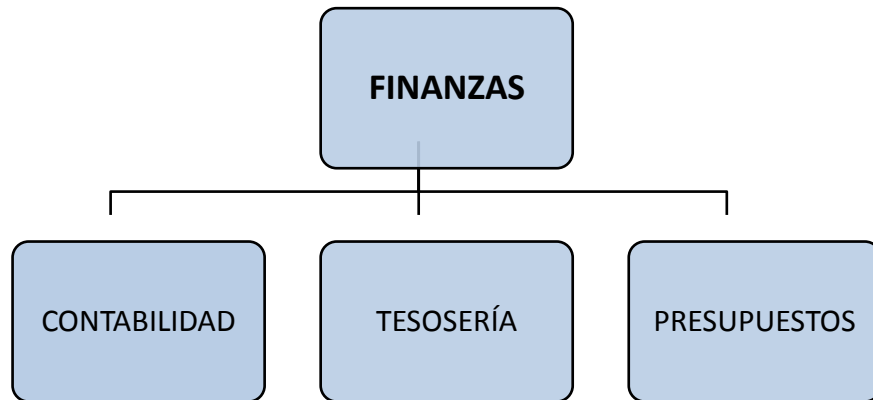 FINANZAS
CONTABILIDAD
TESOSERÍA
PRESUPUESTOS